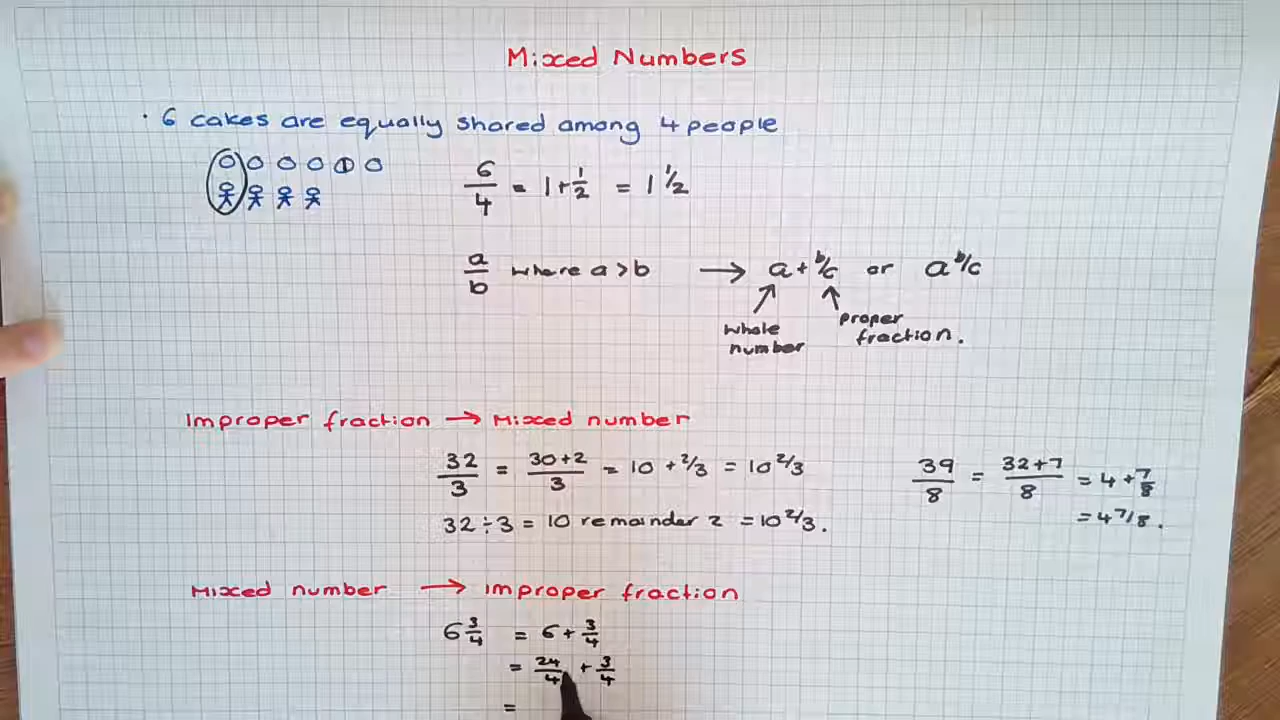 Mixed Numbers
· 6 cakes are equally shared among 4 people
6/4 = 1 + 1/2 = 1 1/2
a/b where a > b → a + b/c or a b/c
whole number
proper fraction.
Improper fraction → Mixed number
32/3 = 30+2/3 = 10 + 2/3 = 10 2/3
39/8 = 32+7/8 = 4 + 7/8
= 4 7/8.
32 ÷ 3 = 10 remainder 2 = 10 2/3.
Mixed number → Improper fraction
6 3/4 = 6 + 3/4
= 24/4 + 3/4
=